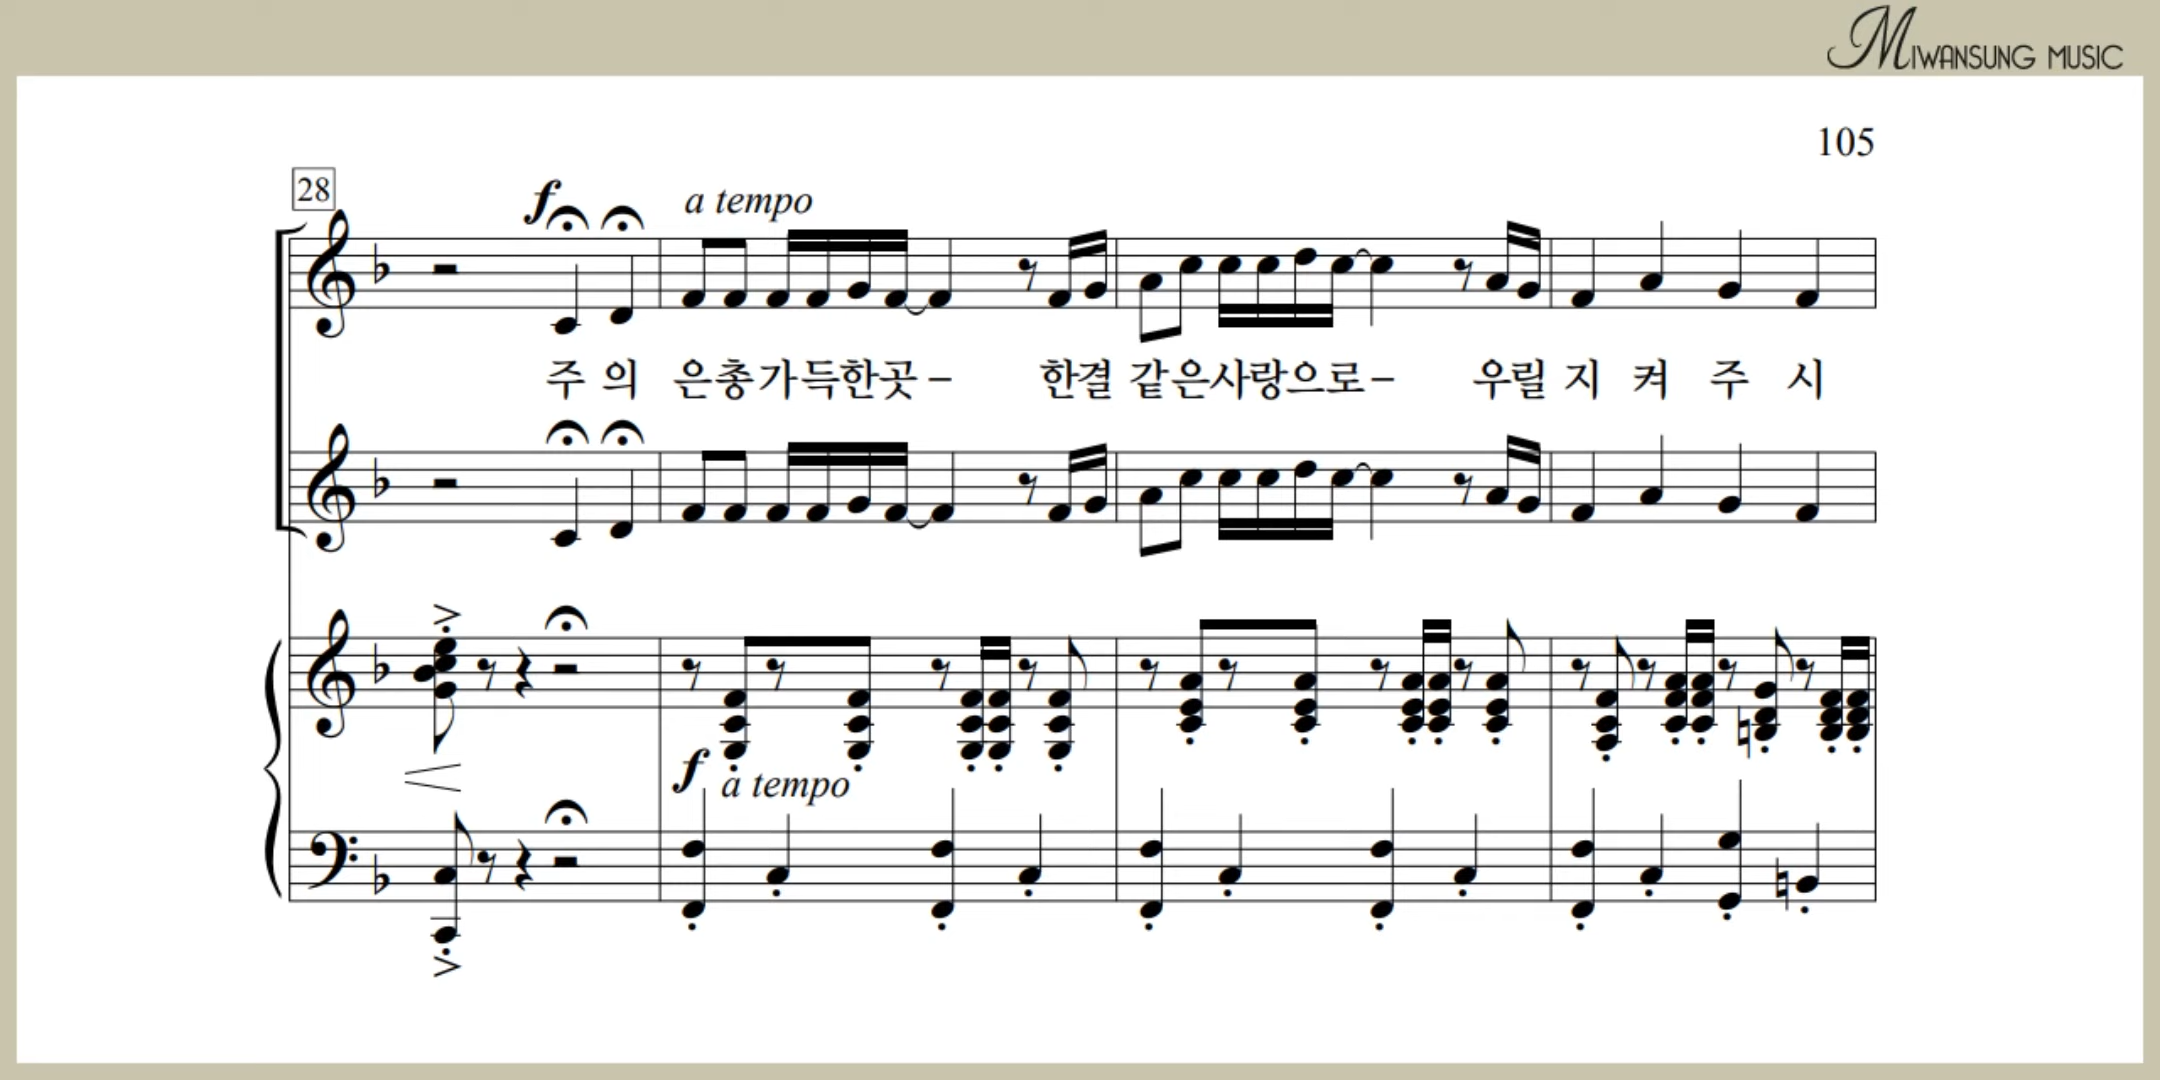 MIWANSUNG MUSIC
105
28
f
a tempo
주 의 은총가득한곳 – 한결 같은사랑으로 – 우릴 지 켜 주 시
f
a tempo